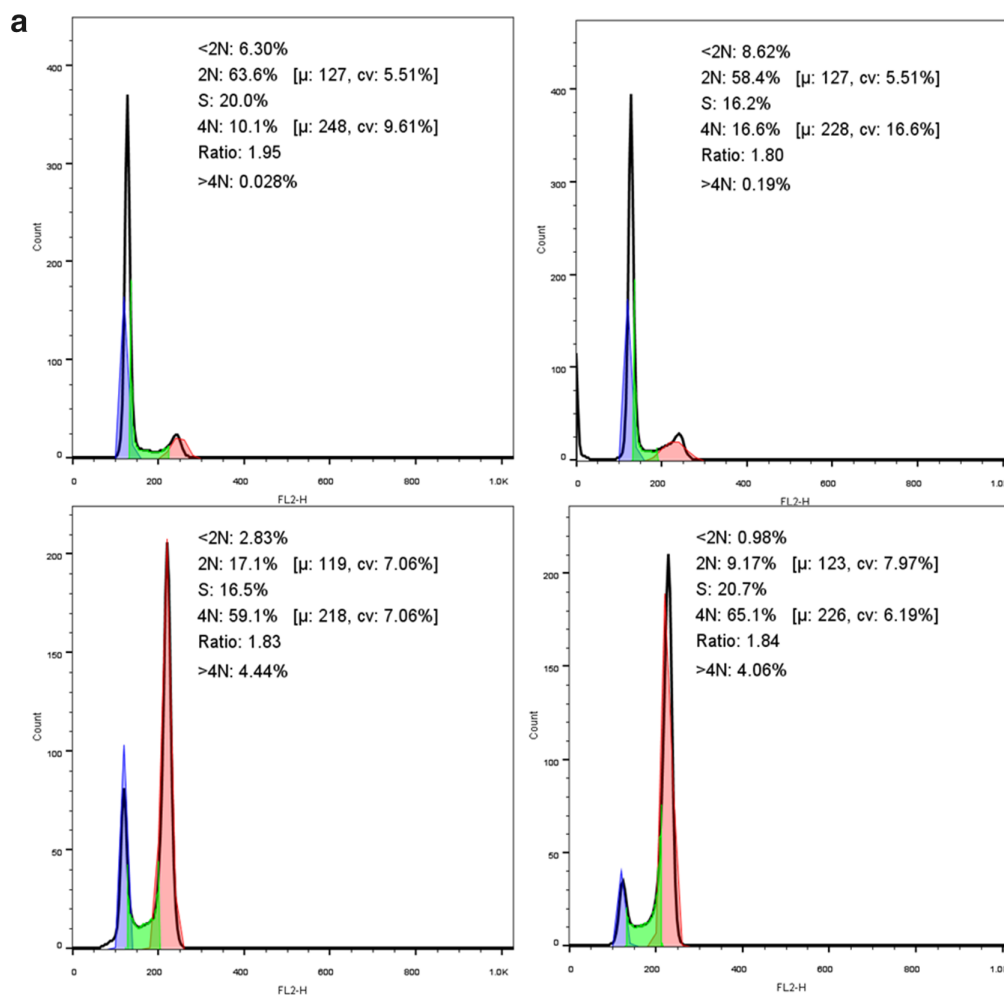 a
<2N: 6.30%
2N: 63.6% [µ: 127, cv: 5.51%]
S: 20.0%
4N: 10.1% [µ: 248, cv: 9.61%]
Ratio: 1.95
>4N: 0.028%
400
300
200
100
0
Count
0 200 400 600 800 1.0K
FL2-H
<2N: 8.62%
2N: 58.4% [µ: 127, cv: 5.51%]
S: 16.2%
4N: 16.6% [µ: 228, cv: 16.6%]
Ratio: 1.80
>4N: 0.19%
400
300
200
100
0
Count
0 200 400 600 800 1.0
FL2-H
<2N: 2.83%
2N: 17.1% [µ: 119, cv: 7.06%]
S: 16.5%
4N: 59.1% [µ: 218, cv: 7.06%]
Ratio: 1.83
>4N: 4.44%
200
150
100
50
0
Count
0 200 400 600 800 1.0K
FL2-H
<2N: 0.98%
2N: 9.17% [µ: 123, cv: 7.97%]
S: 20.7%
4N: 65.1% [µ: 226, cv: 6.19%]
Ratio: 1.84
>4N: 4.06%
200
150
100
50
0
Count
0 200 400 600 800 1.0
FL2-H